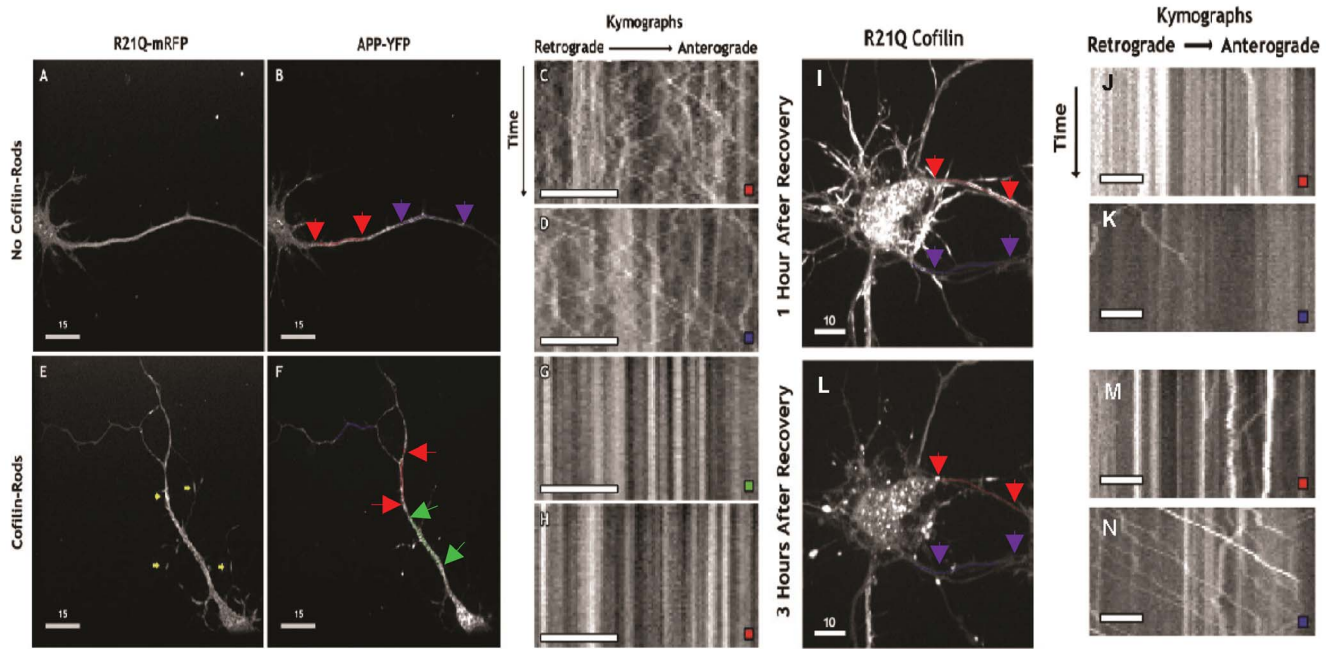 R21Q-mRFP
APP-YFP
Kymographs
Retrograde Anterograde
Time
No Cofilin-Rods
A
B
C
D
15
15
Cofilin-Rods
E
F
G
H
15
15
R21Q Cofilin
Kymographs
Retrograde Anterograde
Time
1 Hour After Recovery
I
J
K
10
3 Hours After Recovery
L
M
N
10